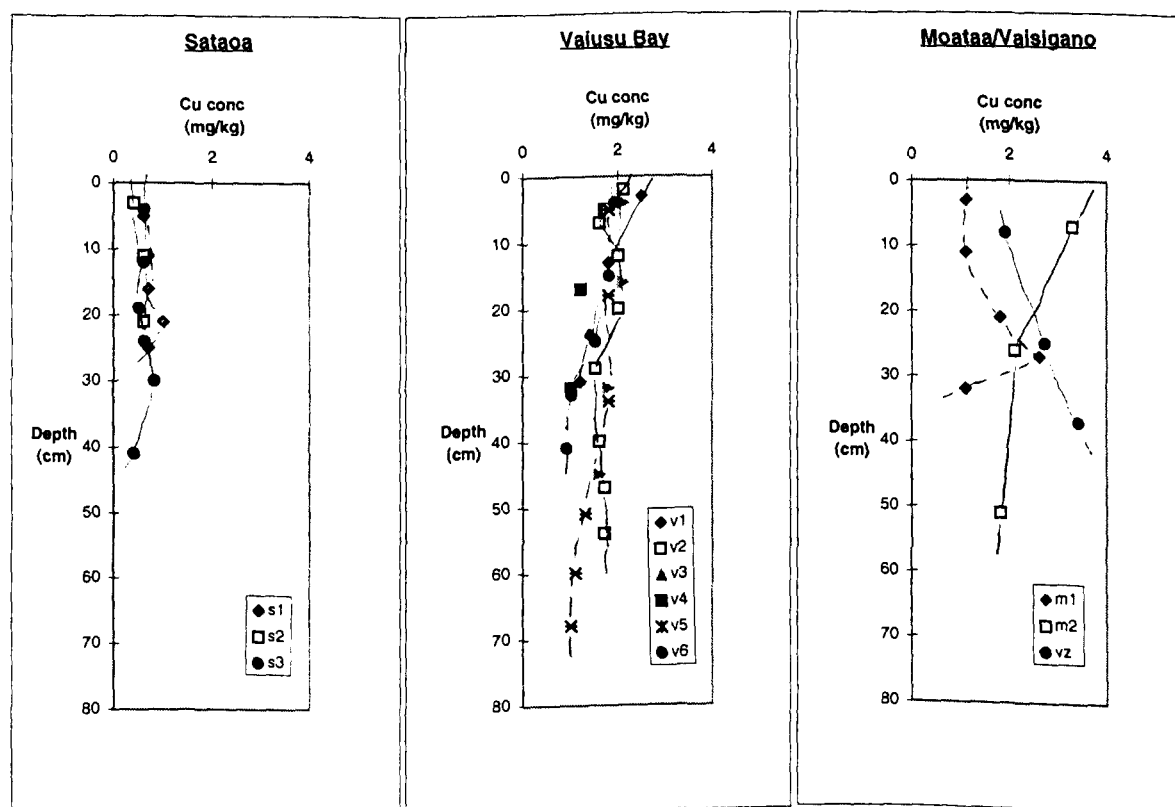 Sataoa
Cu conc
(mg/kg)
0 2 4
0
10
20
30
Depth
(cm)
40
50
60
70
80
s1
s2
s3
Vaiusu Bay
Cu conc
(mg/kg)
0 2 4
0
10
20
30
Depth
(cm)
40
50
60
70
80
v1
v2
v3
v4
v5
v6
Moataa/Vaisigano
Cu conc
(mg/kg)
0 2 4
0
10
20
30
Depth
(cm)
40
50
60
70
80
m1
m2
vz